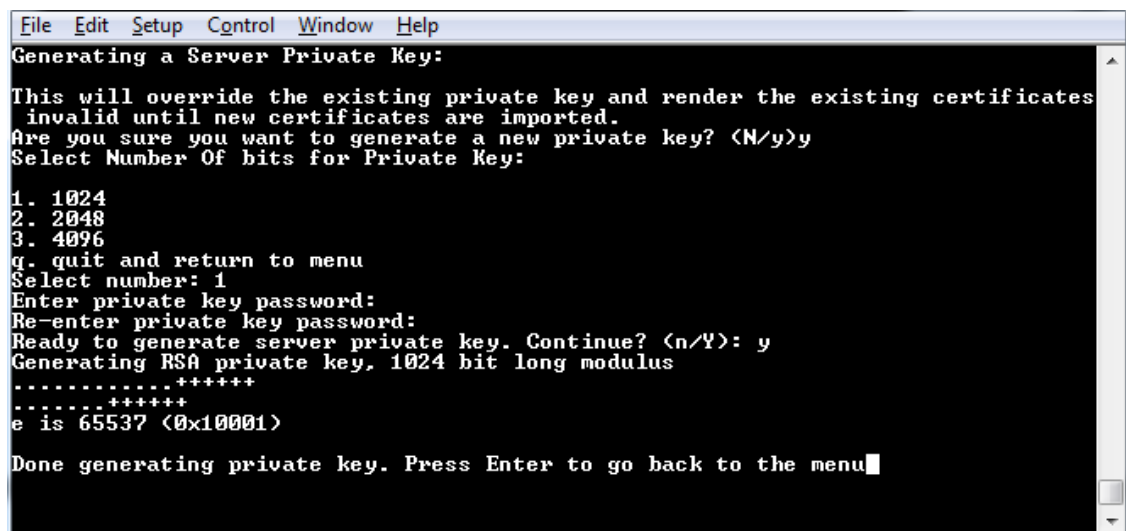 File Edit Setup Control Window Help
Generating a Server Private Key:
This will override the existing private key and render the existing certificates
invalid until new certificates are imported.
Are you sure you want to generate a new private key? (N/y)y
Select Number Of bits for Private Key:
1. 1024
2. 2048
3. 4096
q. quit and return to menu
Select number: 1
Enter private key password:
Re-enter private key password:
Ready to generate server private key. Continue? (n/Y): y
Generating RSA private key, 1024 bit long modulus
............++++++
.......++++++
e is 65537 (0x10001)
Done generating private key. Press Enter to go back to the menu